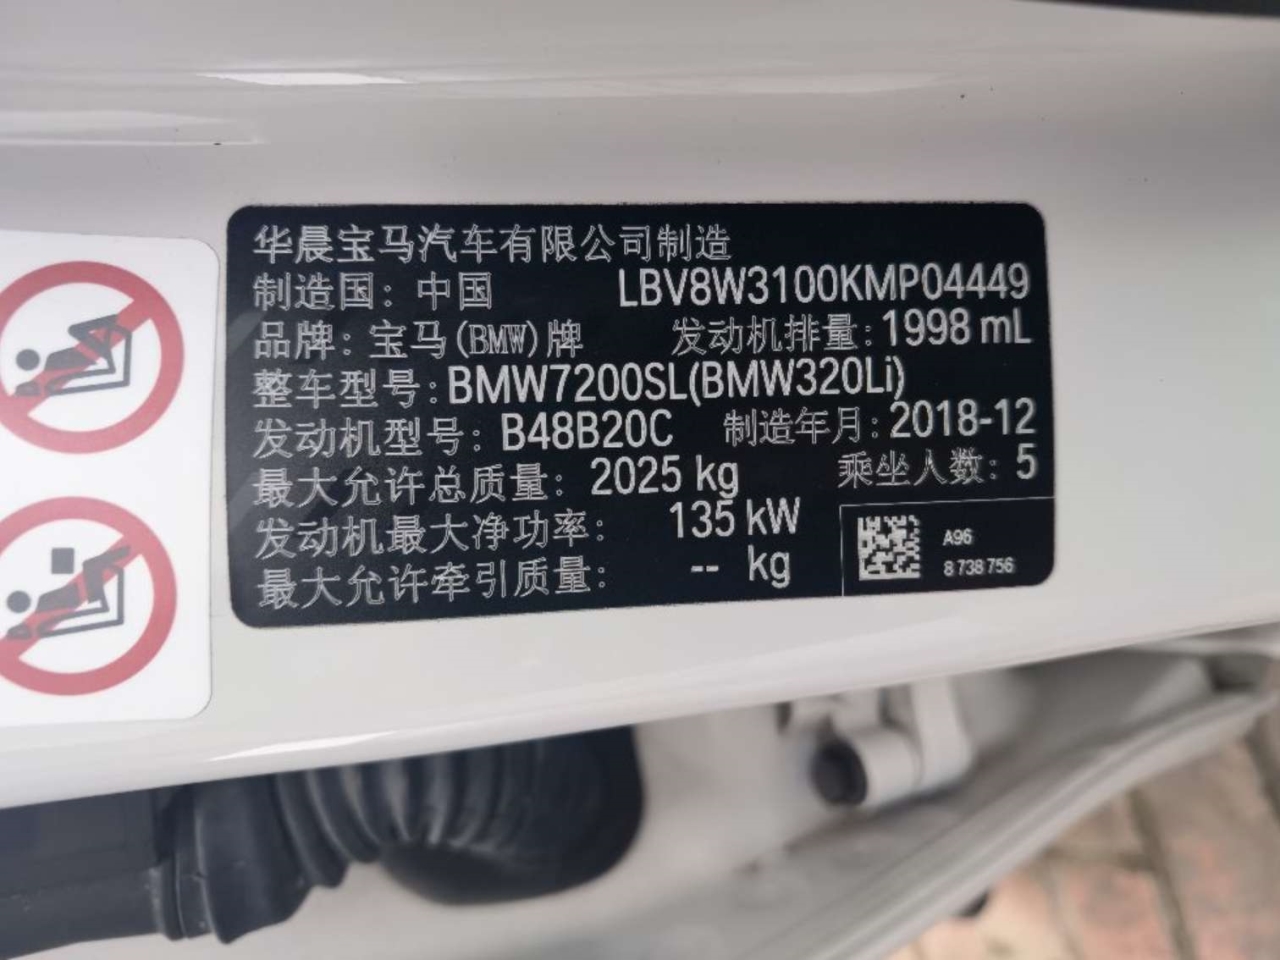 华晨宝马汽车有限公司制造
制造国：中国 LBV8W3100KMP04449
品牌：宝马(BMW)牌 发动机排量：1998 mL
整车型号：BMW7200SL(BMW320Li)
发动机型号：B48B20C 制造年月：2018-12
最大允许总质量：2025 kg 乘坐人数：5
发动机最大净功率：135 kW
最大允许牵引质量：-- kg
A96
8 738 756